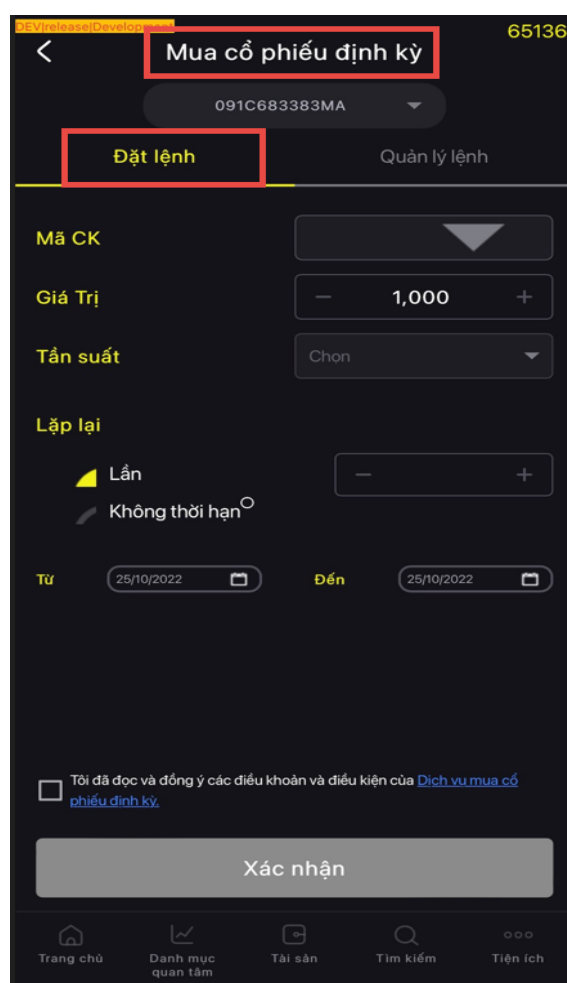 DEV|release|Development
65136
Mua cổ phiếu định kỳ
091C683383MA
Đặt lệnh
Quản lý lệnh
Mã CK
Giá Trị
1,000
Tần suất
Chọn
Lặp lại
Lần
Không thời hạn
Từ 25/10/2022 Đến 25/10/2022
Tôi đã đọc và đồng ý các điều khoản và điều kiện của Dịch vụ mua cổ
phiếu định kỳ.
Xác nhận
Trang chủ
Danh mục
quan tâm
Tài sản
Tìm kiếm
Tiện ích